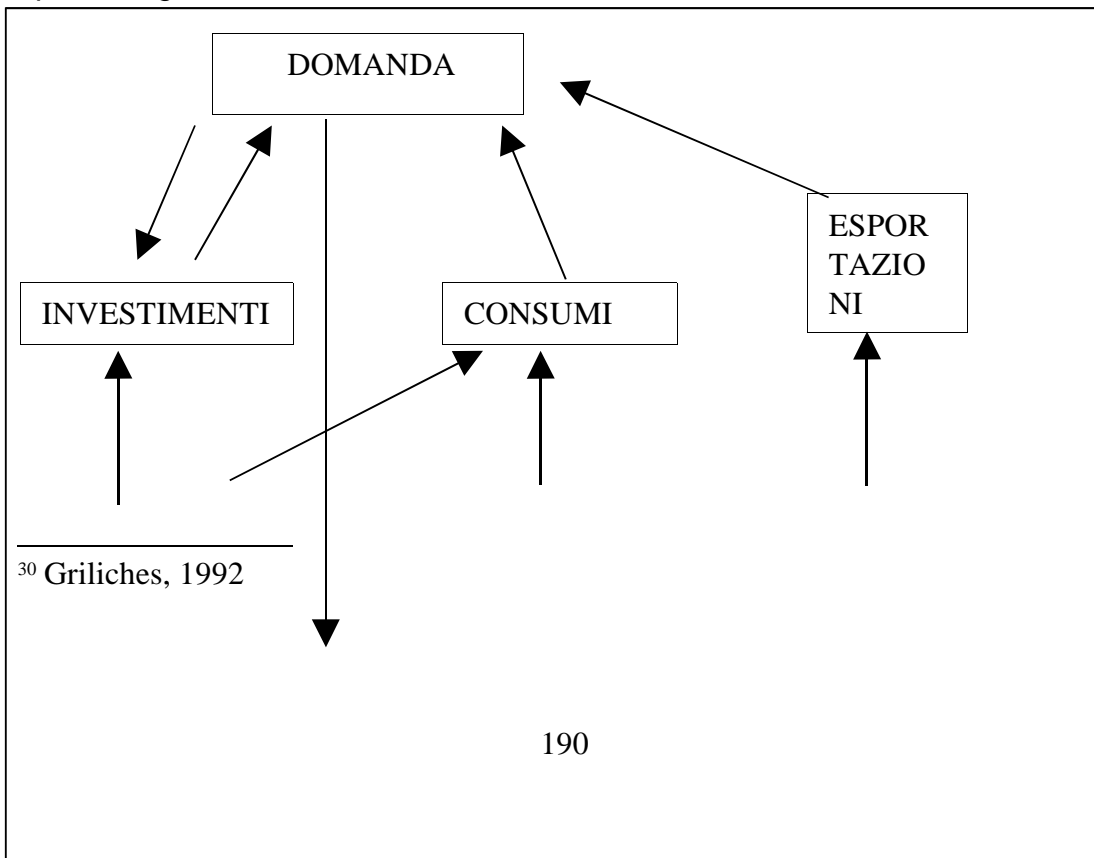 DOMANDA
ESPOR
TAZIO
NI
INVESTIMENTI
CONSUMI
30 Griliches, 1992
190